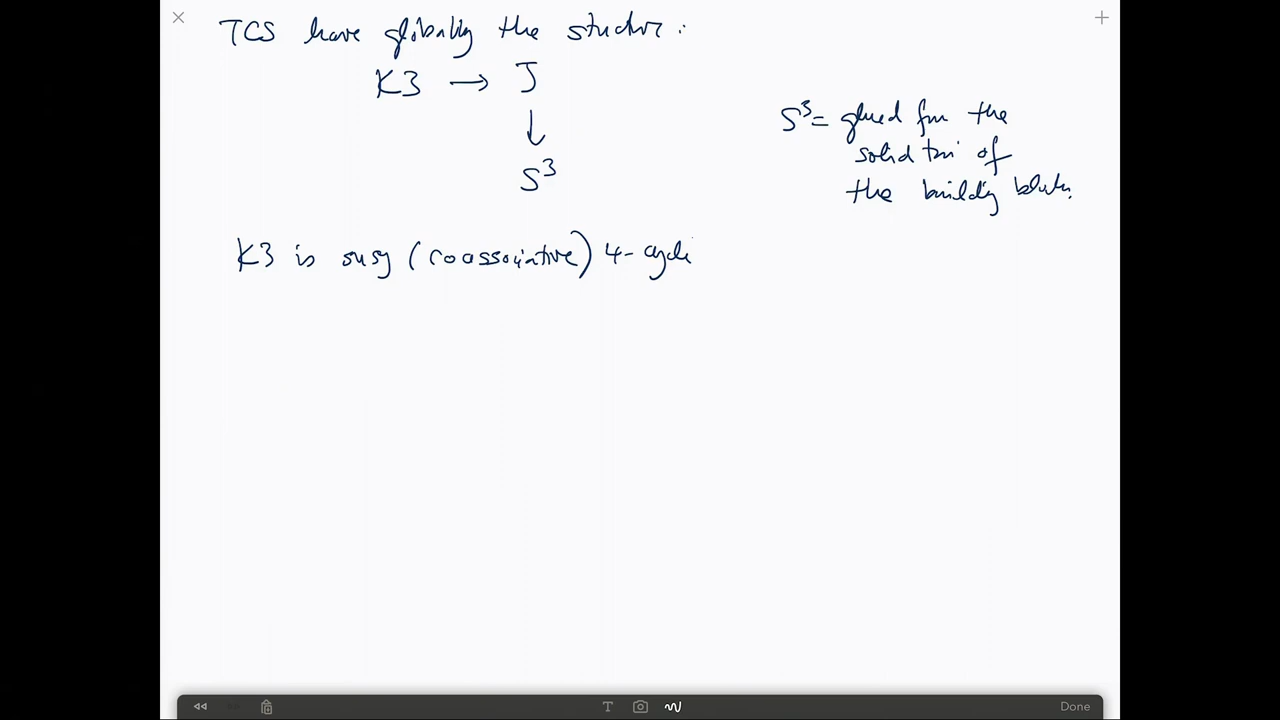 TCS have globally the structure:
K3 → J
↓
S³
S³ = glued from the
solid tori of
the building blocks.
K3 is susy (coassociative) 4-cycle
T
Done